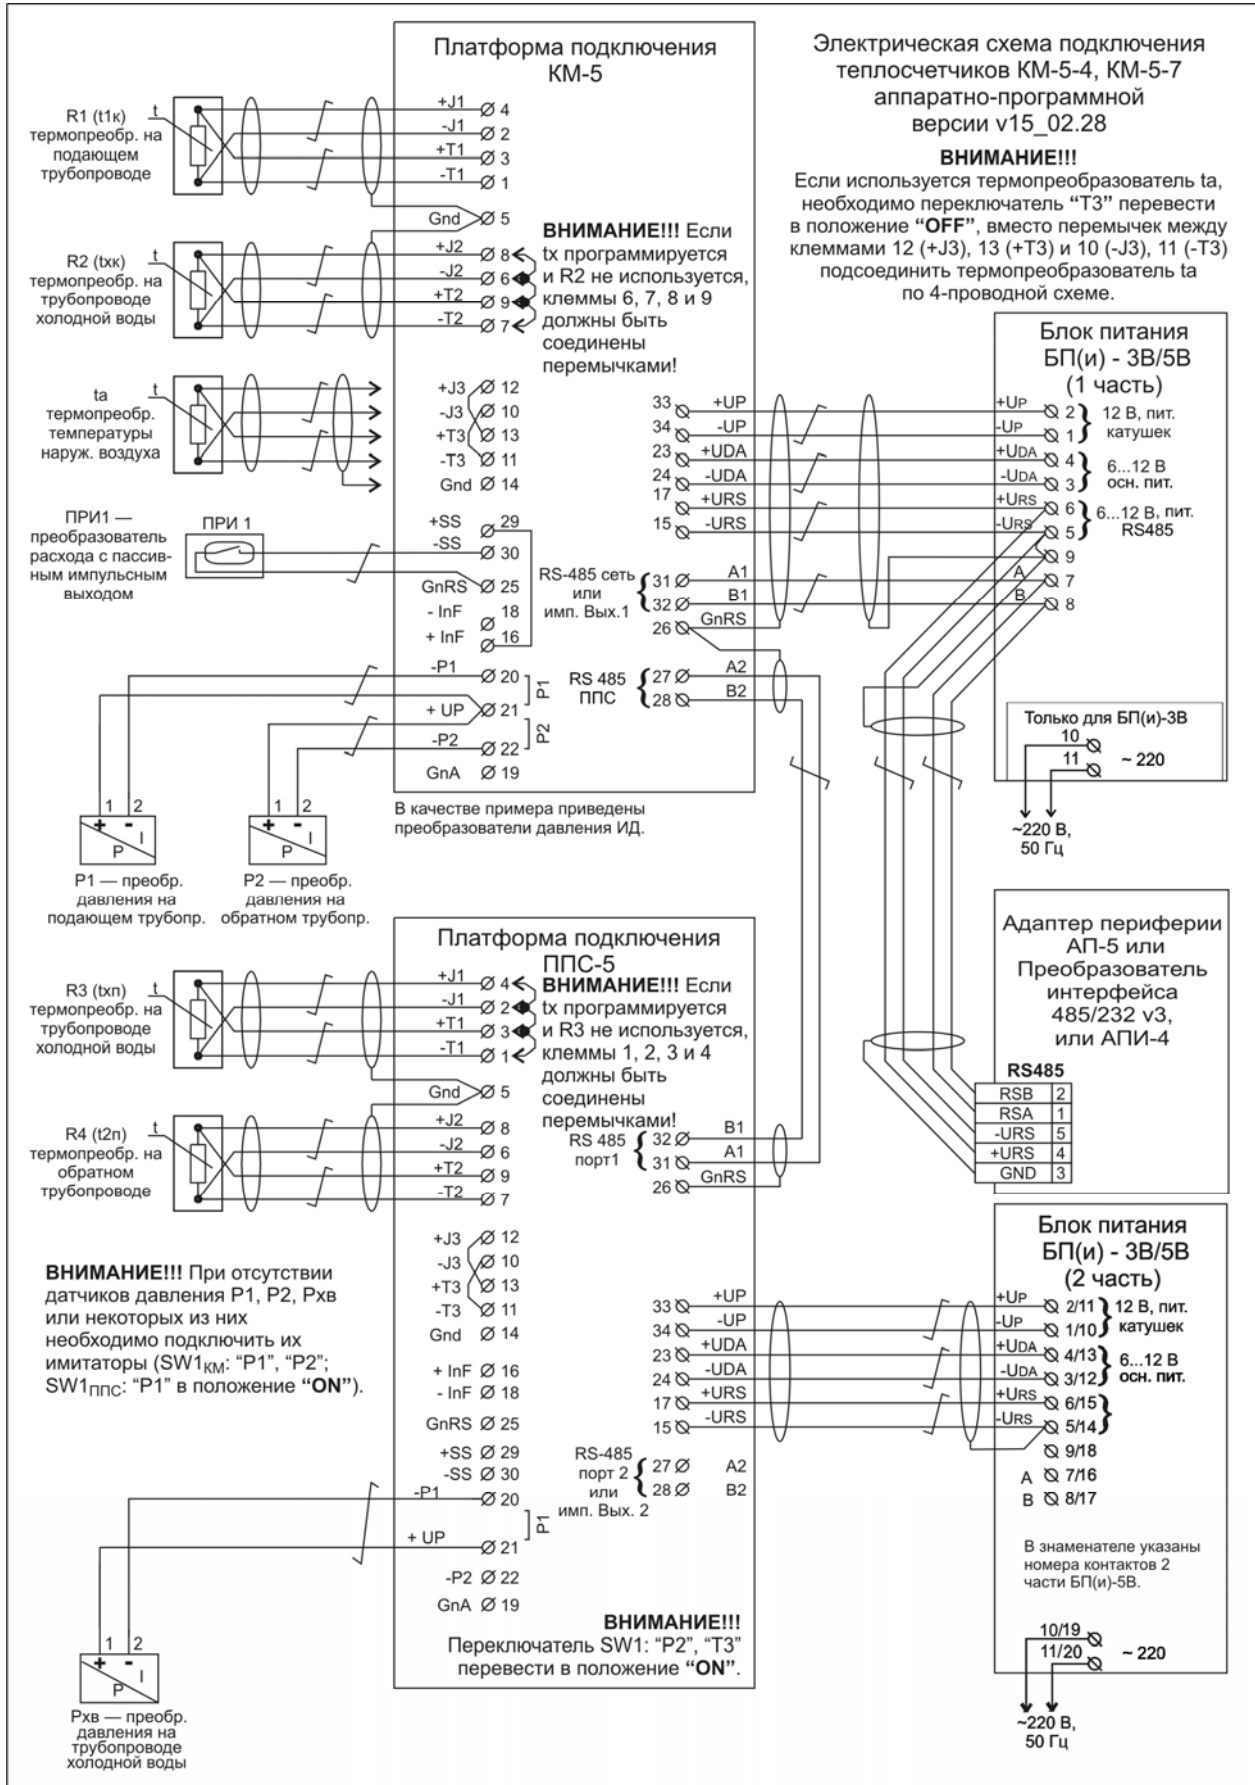 Платформа подключения
КМ-5
Электрическая схема подключения
теплосчетчиков КМ-5-4, КМ-5-7
аппаратно-программной
версии v15_02.28
ВНИМАНИЕ!!!
Если используется термопреобразователь ta,
необходимо переключатель “Т3” перевести
в положение “OFF”, вместо перемычек между
клеммами 12 (+J3), 13 (+T3) и 10 (-J3), 11 (-T3)
подсоединить термопреобразователь ta
по 4-проводной схеме.
R1 (t1к)
термопреобр. на
подающем
трубопроводе
t
+J1 4
-J1 2
+T1 3
-T1 1
Gnd 5
R2 (txк)
термопреобр. на
трубопроводе
холодной воды
t
+J2 8
-J2 6
+T2 9
-T2 7
ВНИМАНИЕ!!! Если
tx программируется
и R2 не используется,
клеммы 6, 7, 8 и 9
должны быть
соединены
перемычками!
ta
термопреобр.
температуры
наруж. воздуха
t
+J3 12
-J3 10
+T3 13
-T3 11
Gnd 14
ПРИ1 —
преобразователь
расхода с пассив-
ным импульсным
выходом
ПРИ 1
+SS 29
-SS 30
GnRS 25
- InF 18
+ InF 16
-P1 20
+ UP 21
-P2 22
GnA 19
P1
P2
33 +UP
34 -UP
23 +UDA
24 -UDA
17 +URS
15 -URS
RS-485 сеть
или
имп. Вых.1
31 A1
32 B1
26 GnRS
RS 485
ППС
27 A2
28 B2
Блок питания
БП(и) - 3В/5В
(1 часть)
+UP 2
-UP 1
12 В, пит.
катушек
+UDA 4
-UDA 3
6...12 В
осн. пит.
+URS 6
-URS 5
6...12 В, пит.
RS485
9
A 7
B 8
Только для БП(и)-3В
10
11
~ 220
~220 В,
50 Гц
1 2
+ - I
P
P1 — преобр.
давления на
подающем трубопр.
1 2
+ - I
P
P2 — преобр.
давления на
обратном трубопр.
В качестве примера приведены
преобразователи давления ИД.
Платформа подключения
ППС-5
R3 (txп)
термопреобр. на
трубопроводе
холодной воды
t
+J1 4
-J1 2
+T1 3
-T1 1
Gnd 5
ВНИМАНИЕ!!! Если
tx программируется
и R3 не используется,
клеммы 1, 2, 3 и 4
должны быть
соединены
перемычками!
R4 (t2п)
термопреобр. на
обратном
трубопроводе
t
+J2 8
-J2 6
+T2 9
-T2 7
RS 485
порт1
32 B1
31 A1
26 GnRS
Адаптер периферии
АП-5 или
Преобразователь
интерфейса
485/232 v3,
или АПИ-4
RS485
RSB 2
RSA 1
-URS 5
+URS 4
GND 3
ВНИМАНИЕ!!! При отсутствии
датчиков давления Р1, Р2, Рхв
или некоторых из них
необходимо подключить их
имитаторы (SW1КМ: “P1”, “P2”;
SW1ППС: “P1” в положение “ON”).
+J3 12
-J3 10
+T3 13
-T3 11
Gnd 14
+ InF 16
- InF 18
GnRS 25
+SS 29
-SS 30
-P1 20
+ UP 21
-P2 22
GnA 19
P1
33 +UP
34 -UP
23 +UDA
24 -UDA
17 +URS
15 -URS
RS-485
порт 2
или
имп. Вых. 2
27 A2
28 B2
Блок питания
БП(и) - 3В/5В
(2 часть)
+UP 2/11
-UP 1/10
12 В, пит.
катушек
+UDA 4/13
-UDA 3/12
6...12 В
осн. пит.
+URS 6/15
-URS 5/14
9/18
A 7/16
B 8/17
В знаменателе указаны
номера контактов 2
части БП(и)-5В.
10/19
11/20
~ 220
~220 В,
50 Гц
ВНИМАНИЕ!!!
Переключатель SW1: “P2”, “T3”
перевести в положение “ON”.
1 2
+ - I
P
Рхв — преобр.
давления на
трубопроводе
холодной воды